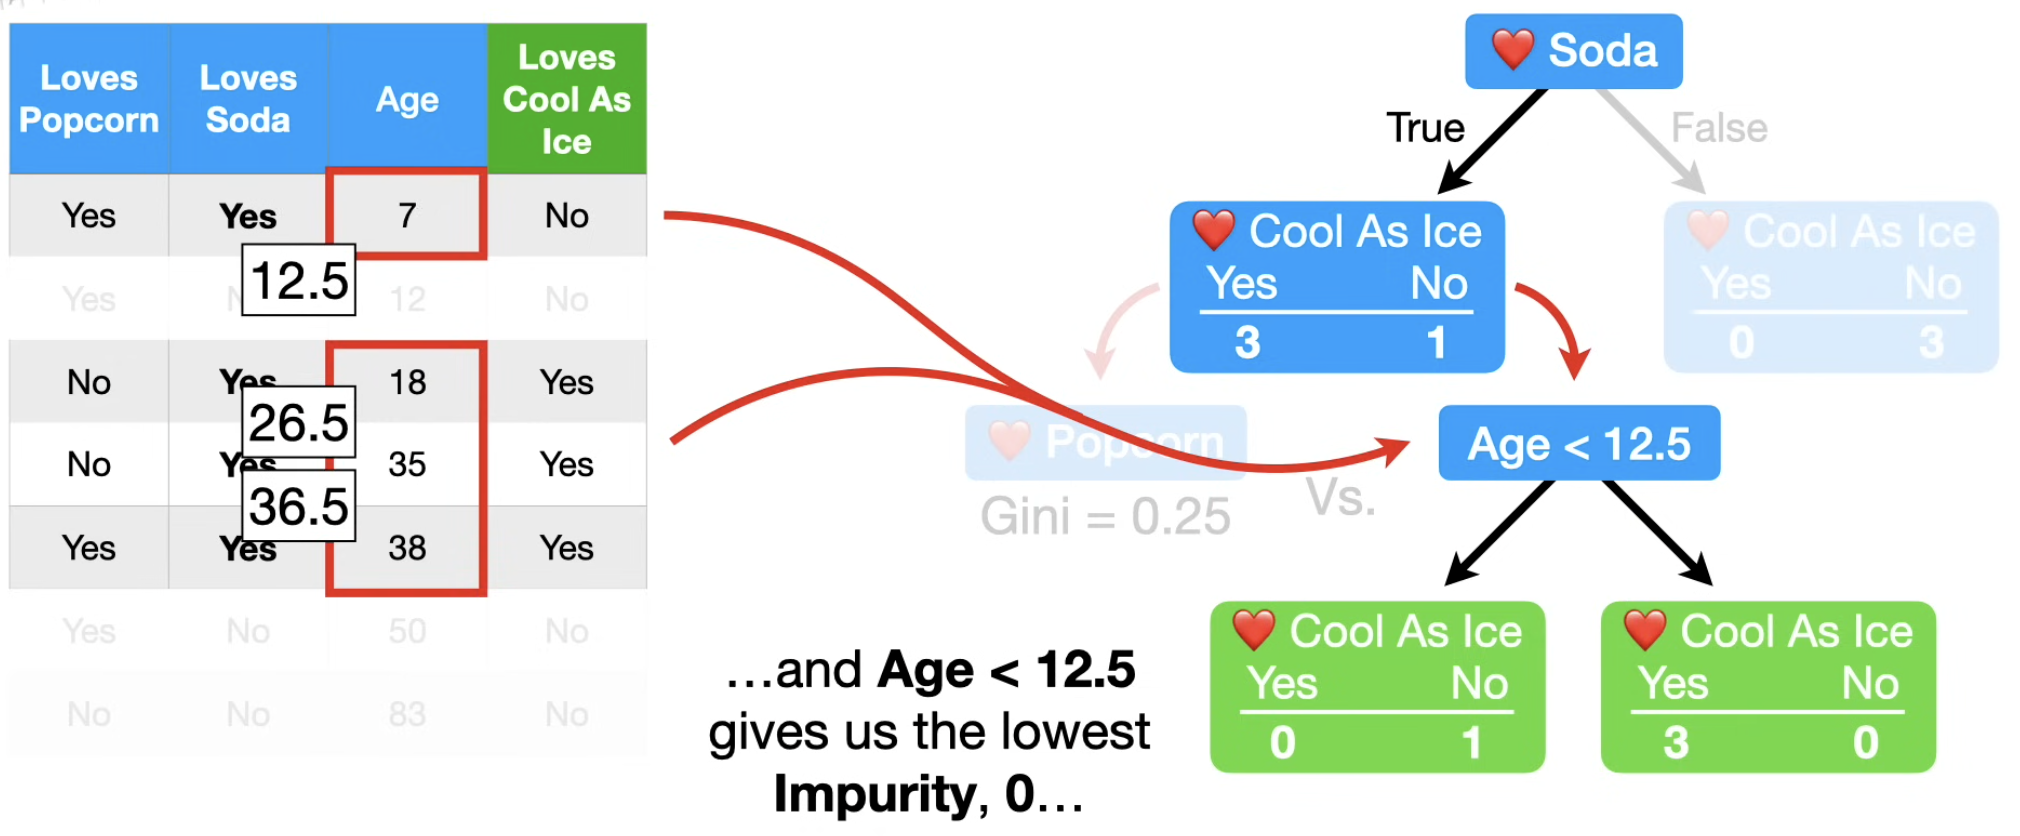 Loves Popcorn
Loves Soda
Age
Loves Cool As Ice
Yes Yes 7 No
12.5
Yes 12 No
No Yes 18 Yes
26.5
No Yes 35 Yes
36.5
Yes Yes 38 Yes
Yes No 50 No
No No 83 No
❤️ Soda
True
False
❤️ Cool As Ice
Yes No
3 1
❤️ Cool As Ice
Yes No
0 3
❤️ Popcorn
Gini = 0.25
Vs.
Age < 12.5
❤️ Cool As Ice
Yes No
0 1
❤️ Cool As Ice
Yes No
3 0
...and Age < 12.5
gives us the lowest
Impurity, 0...